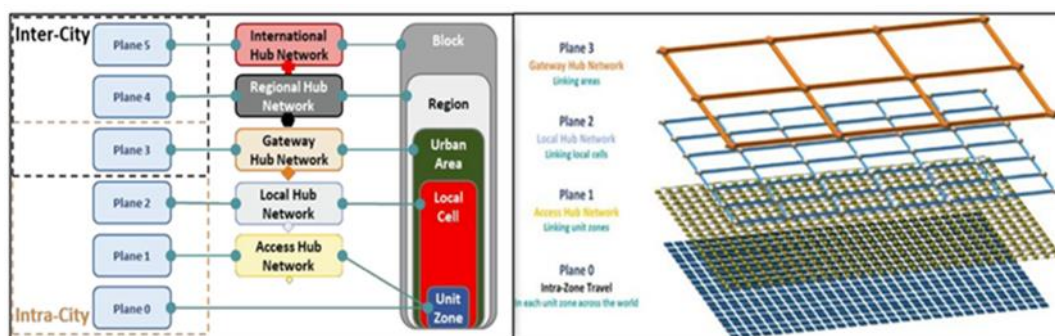 Inter-City
Plane 5
International
Hub Network
Block
Plane 4
Regional Hub
Network
Region
Plane 3
Gateway
Hub Network
Urban
Area
Plane 2
Local Hub
Network
Local
Cell
Plane 1
Access Hub
Network
Plane 0
Unit
Zone
Intra-City
Plane 3
Gateway Hub Network
Linking areas
Plane 2
Local Hub Network
Linking local cells
Plane 1
Access Hub Network
Linking unit zones
Plane 0
Intra-Zone Travel
In each unit zone across the world